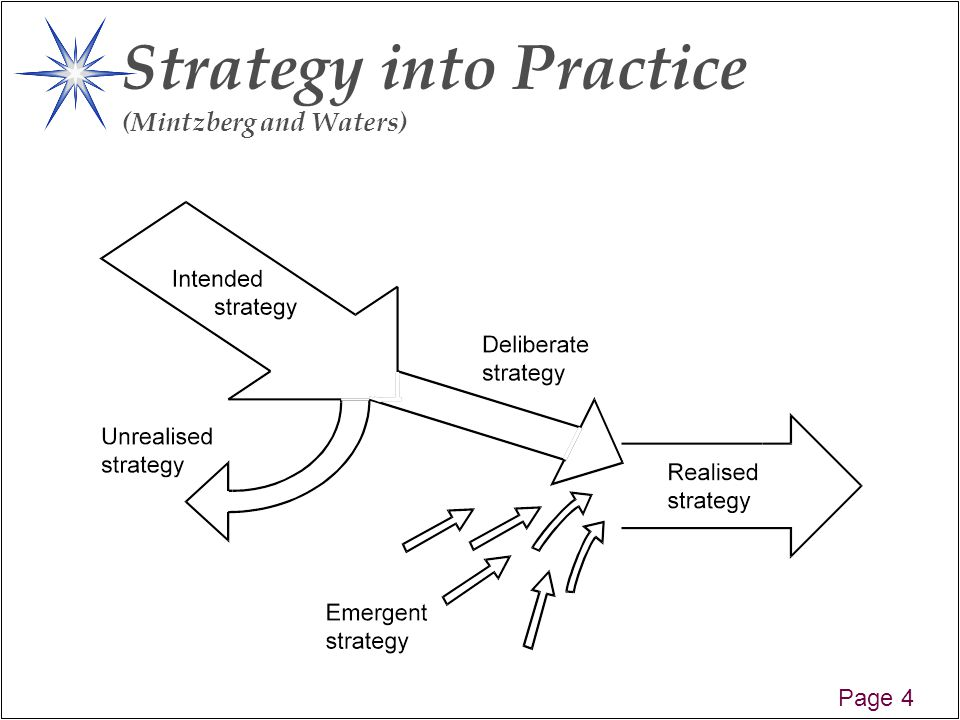 Strategy into Practice
(Mintzberg and Waters)
Intended
strategy
Deliberate
strategy
Unrealised
strategy
Realised
strategy
Emergent
strategy
Page 4